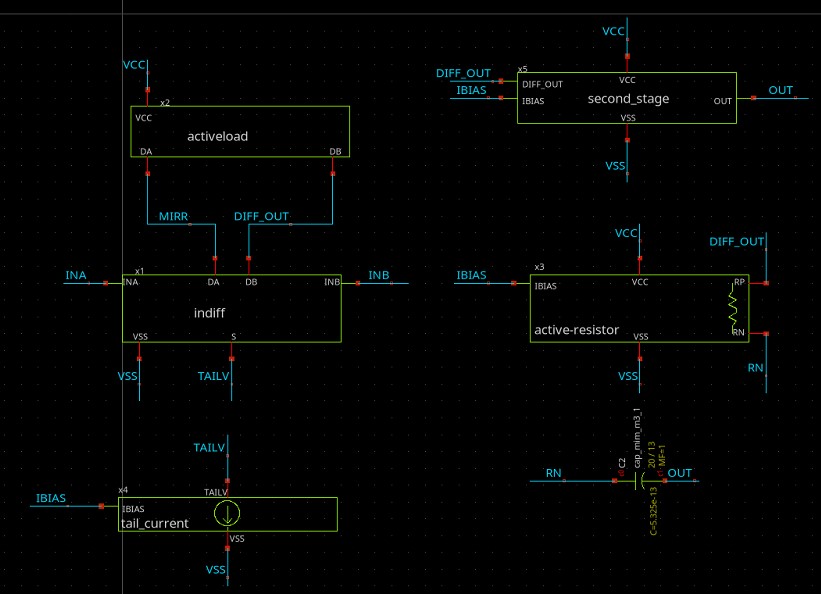 VCC
x2
VCC
activeload
DA
DB
MIRR
DIFF_OUT
INA
x1
INA
DA
DB
INB
INB
indiff
VSS
S
VSS
TAILV
TAILV
x4
TAILV
IBIAS
IBIAS
tail_current
VSS
VSS
VCC
DIFF_OUT
x5
VCC
DIFF_OUT
IBIAS
IBIAS
second_stage
OUT
OUT
VSS
VSS
VCC
DIFF_OUT
x3
IBIAS
IBIAS
VCC
RP
active-resistor
RN
VSS
VSS
RN
C2
cap_mim_m3_1
20 / 13
MF=1
RN
c0
c1
OUT
C=5.325e-13